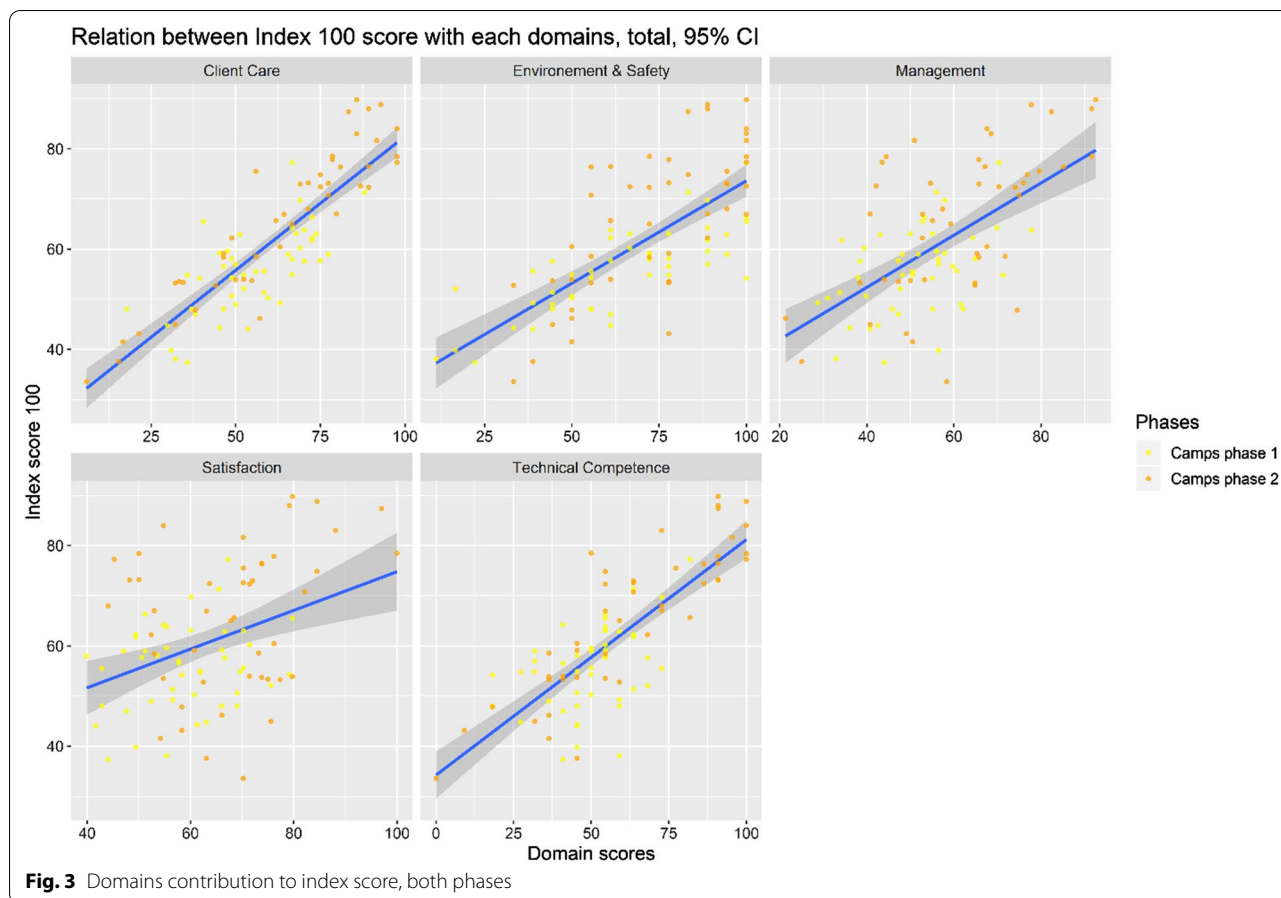 Relation between Index 100 score with each domains, total, 95% CI
Client Care
Environement & Safety
Management
80
60
40
25
50
75
100
25
50
75
100
20
40
60
80
Satisfaction
Technical Competence
80
60
40
40
60
80
100
0
25
50
75
100
Index score 100
Domain scores
Phases
Camps phase 1
Camps phase 2
Fig. 3 Domains contribution to index score, both phases